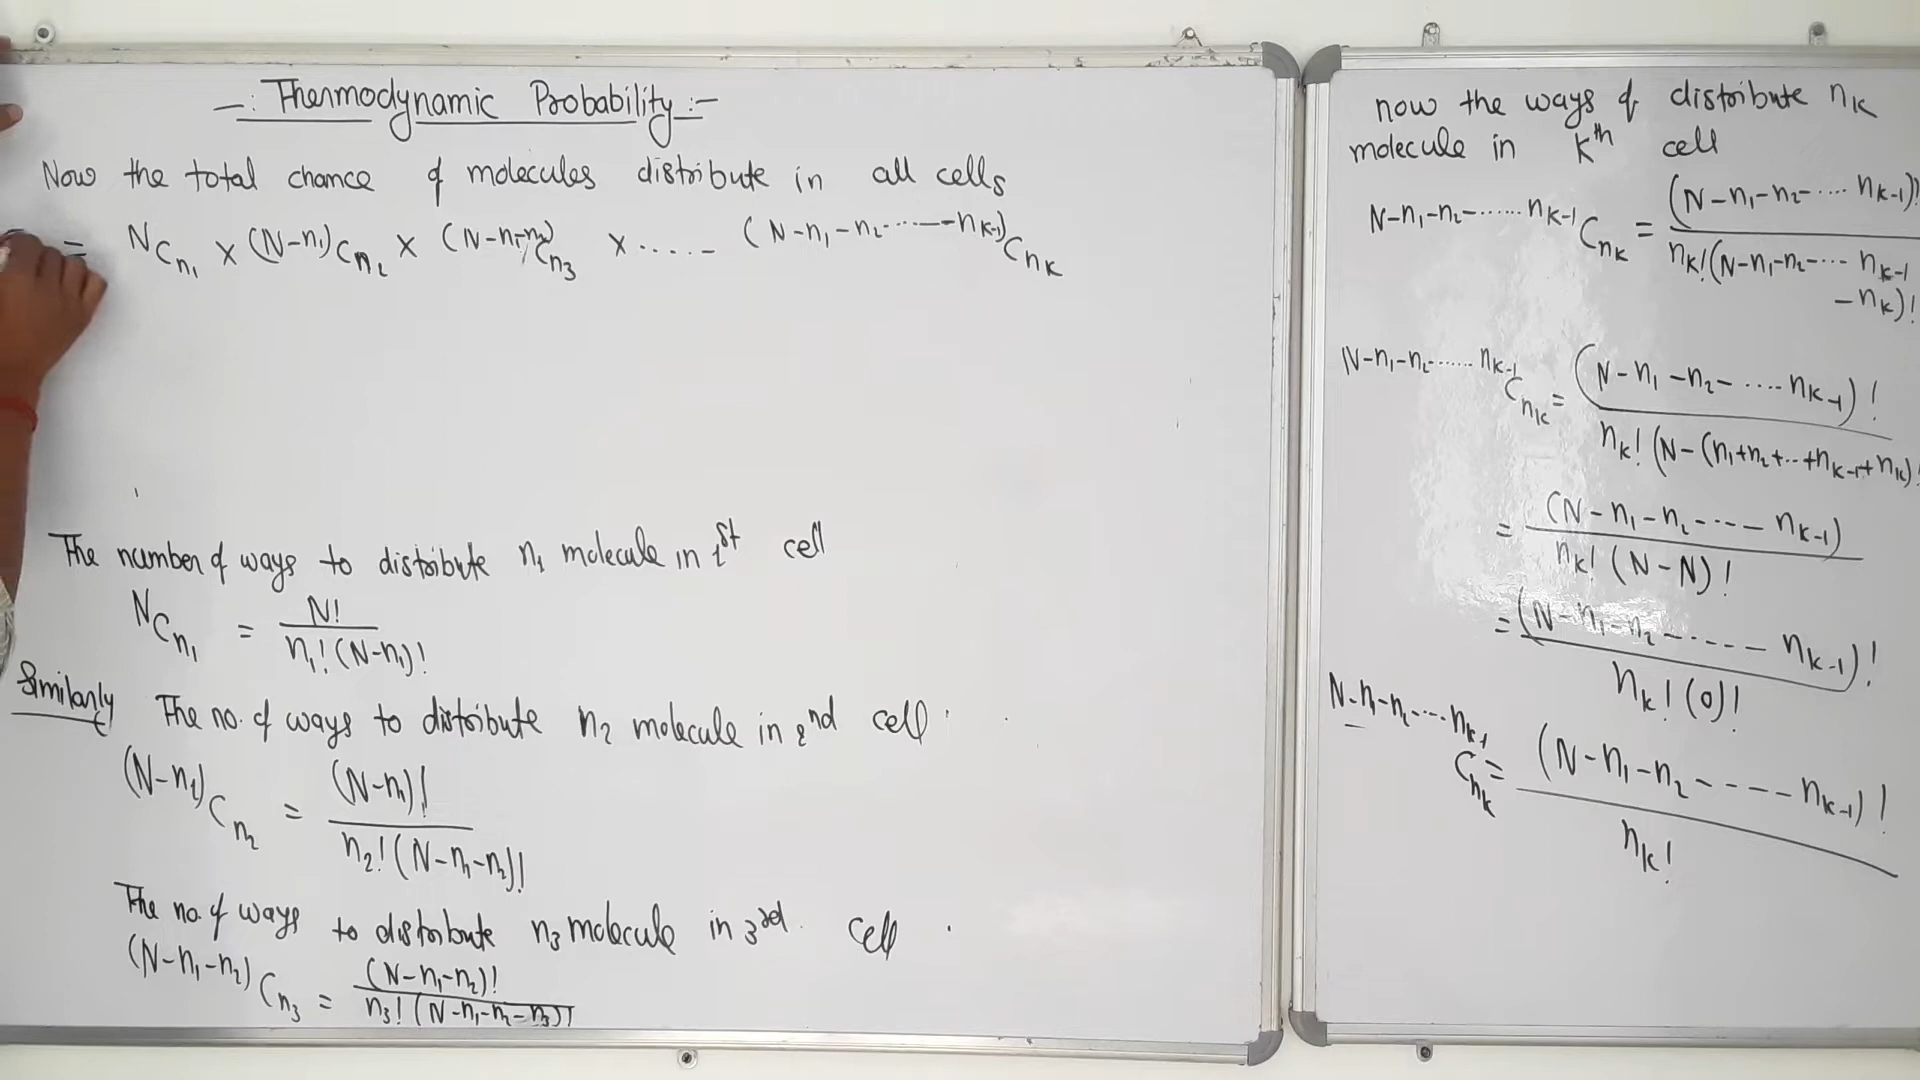 -: Thermodynamic Probability :-
Now the total chance of molecules distribute in all cells
= NCn₁ × (N-n₁)Cn₂ × (N-n₁-n₂)Cn₃ × ..... (N-n₁-n₂......-nk-1)Cnk
The number of ways to distribute n₁ molecule in 1st cell
NCn₁ = N! / n₁!(N-n₁)!
Similarly The no. of ways to distribute n₂ molecule in 2nd cell
(N-n₁)Cn₂ = (N-n₁)! / n₂!(N-n₁-n₂)!
The no. of ways to distribute n₃ molecule in 3rd. cell
(N-n₁-n₂)Cn₃ = (N-n₁-n₂)! / n₃!(N-n₁-n₂-n₃)!
now the ways of distribute nk
molecule in kth cell
N-n₁-n₂-......nk-1Cnk = (N-n₁-n₂-....nk-1)! / nk!(N-n₁-n₂-....nk-1
-nk)!
N-n₁-n₂......nk-1Cnk = (N-n₁-n₂-....nk-1)! / nk!(N-(n₁+n₂+..+nk-1+nk)!
= (N-n₁-n₂-....nk-1) / nk!(N-N)!
= (N-n₁-n₂-.....nk-1)! / nk!(0)!
N-n₁-n₂-...nk-1Cnk = (N-n₁-n₂-....nk-1)! / nk!